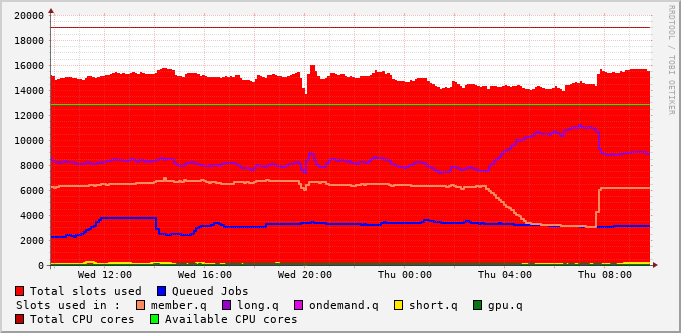 RRDTOOL / TOBI OETIKER
20000
18000
16000
14000
12000
10000
8000
6000
4000
2000
0
Wed 12:00 Wed 16:00 Wed 20:00 Thu 00:00 Thu 04:00 Thu 08:00
Total slots used Queued Jobs
Slots used in : member.q long.q ondemand.q short.q gpu.q
Total CPU cores Available CPU cores